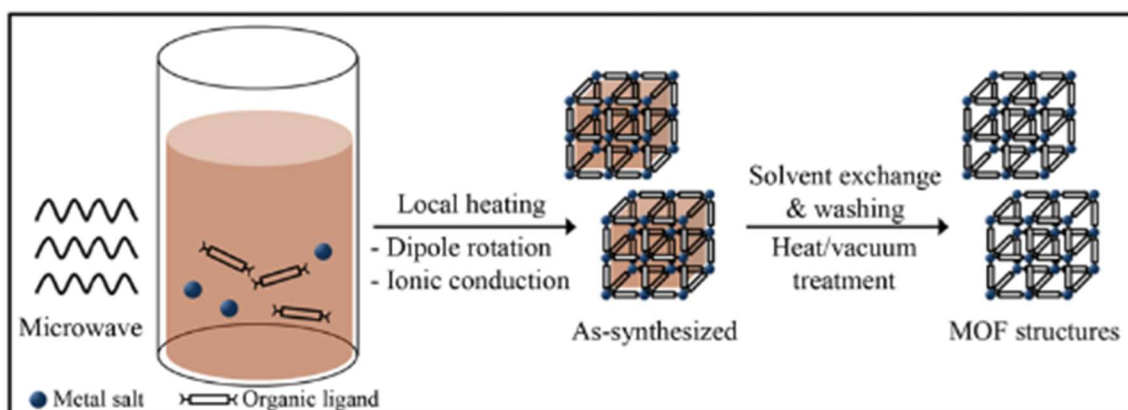 Microwave
Metal salt
Organic ligand
Local heating
- Dipole rotation
- Ionic conduction
As-synthesized
Solvent exchange
& washing
Heat/vacuum
treatment
MOF structures